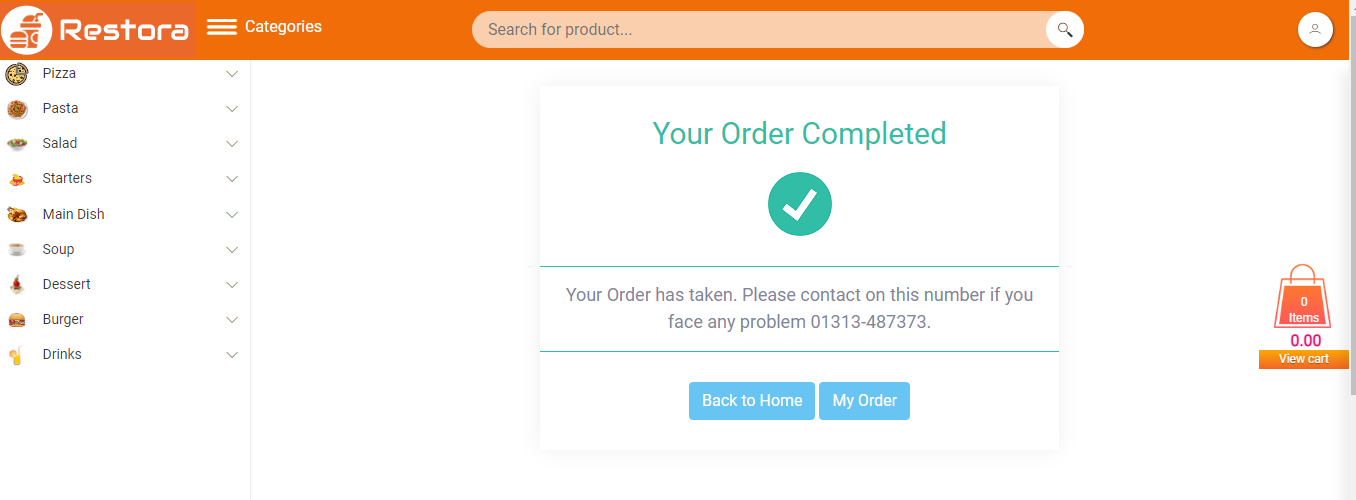 Restora
Categories
Search for product...
Pizza
Pasta
Salad
Starters
Main Dish
Soup
Dessert
Burger
Drinks
Your Order Completed
Your Order has taken. Please contact on this number if you
face any problem 01313-487373.
Back to Home
My Order
0
Items
0.00
View cart